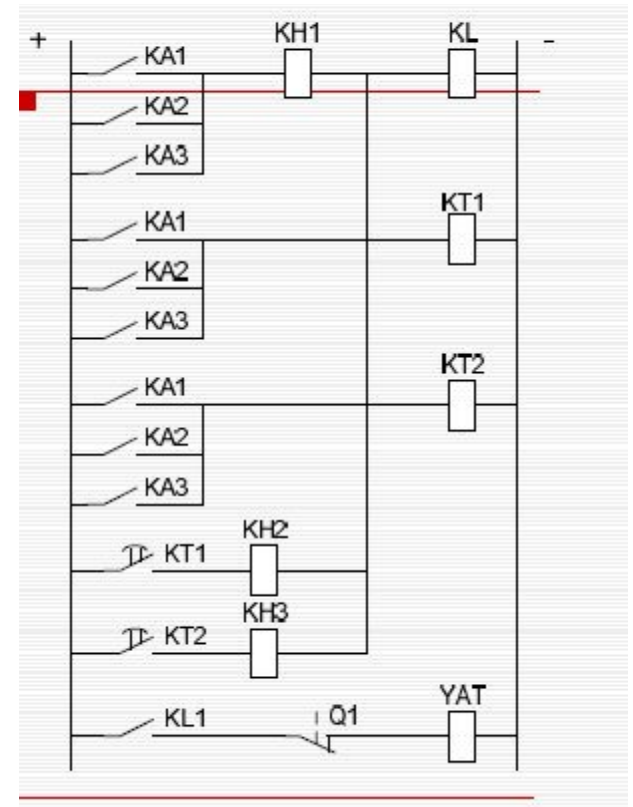 + KA1 KH1 KL -
KA2
KA3
KA1 KT1
KA2
KA3
KA1 KT2
KA2
KA3
KT1 KH2
KT2 KH3
KL1 Q1 YAT